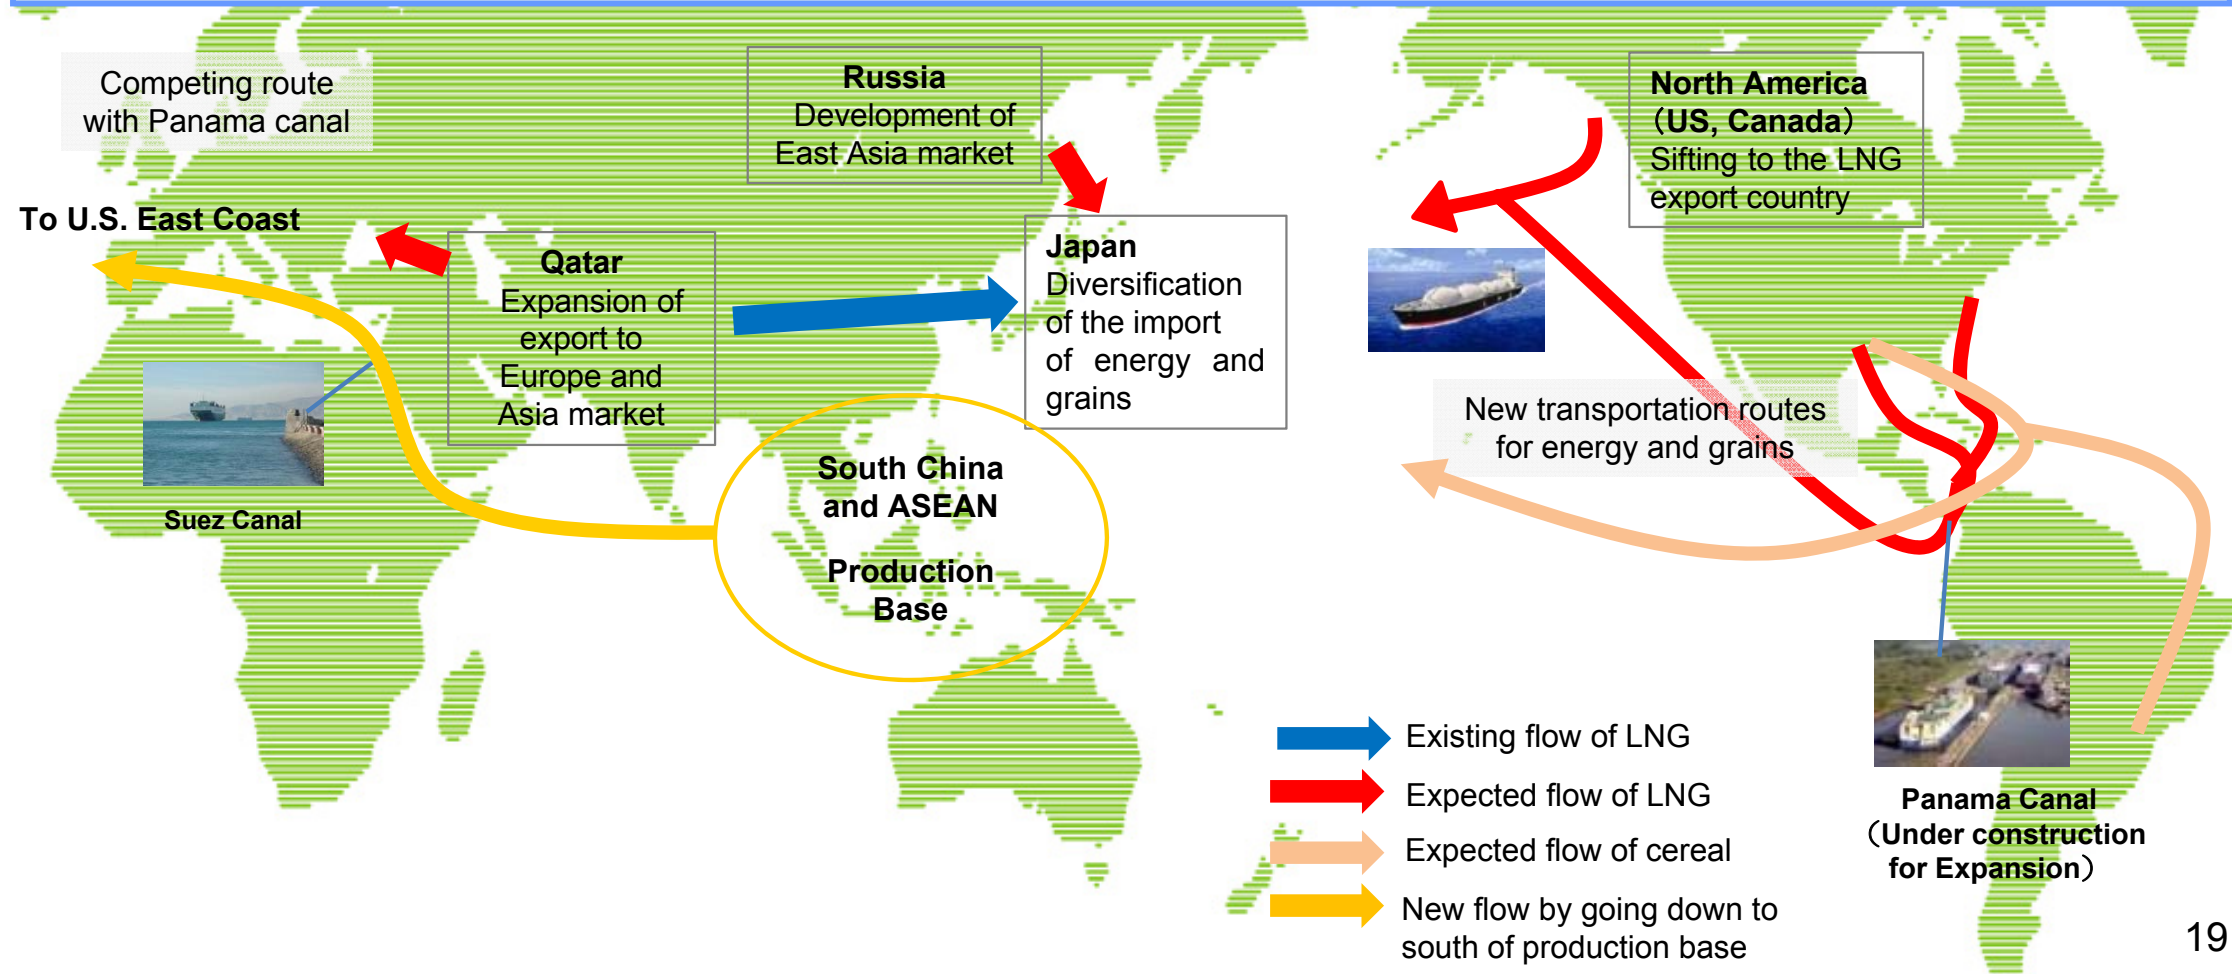 Competing route
with Panama canal
To U.S. East Coast
Russia
Development of
East Asia market
North America
（US, Canada）
Sifting to the LNG
export country
Qatar
Expansion of
export to
Europe and
Asia market
Japan
Diversification
of the import
of energy and
grains
New transportation routes
for energy and grains
Suez Canal
South China
and ASEAN
Production
Base
Existing flow of LNG
Expected flow of LNG
Expected flow of cereal
New flow by going down to
south of production base
Panama Canal
（Under construction
for Expansion）
19